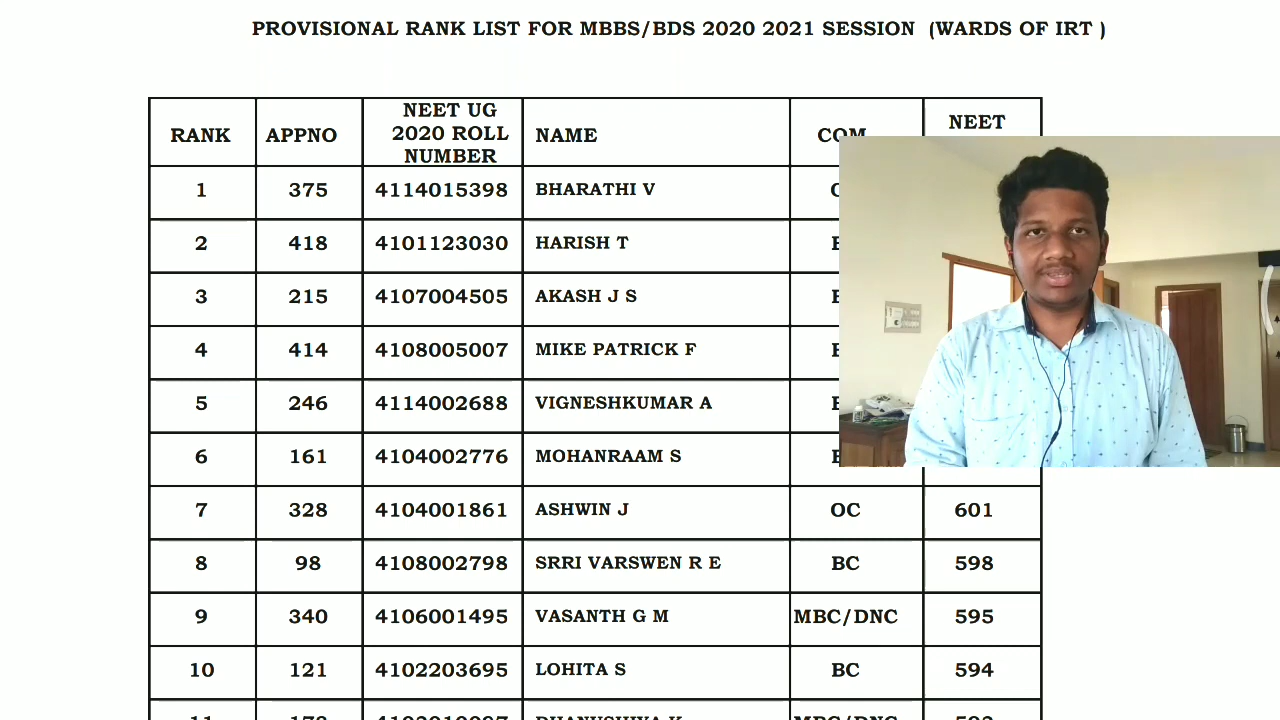 PROVISIONAL RANK LIST FOR MBBS/BDS 2020 2021 SESSION (WARDS OF IRT )
RANK APPNO NEET UG 2020 ROLL NUMBER NAME COM NEET
1 375 4114015398 BHARATHI V
2 418 4101123030 HARISH T
3 215 4107004505 AKASH J S
4 414 4108005007 MIKE PATRICK F
5 246 4114002688 VIGNESHKUMAR A
6 161 4104002776 MOHANRAAM S
7 328 4104001861 ASHWIN J OC 601
8 98 4108002798 SRRI VARSWEN R E BC 598
9 340 4106001495 VASANTH G M MBC/DNC 595
10 121 4102203695 LOHITA S BC 594